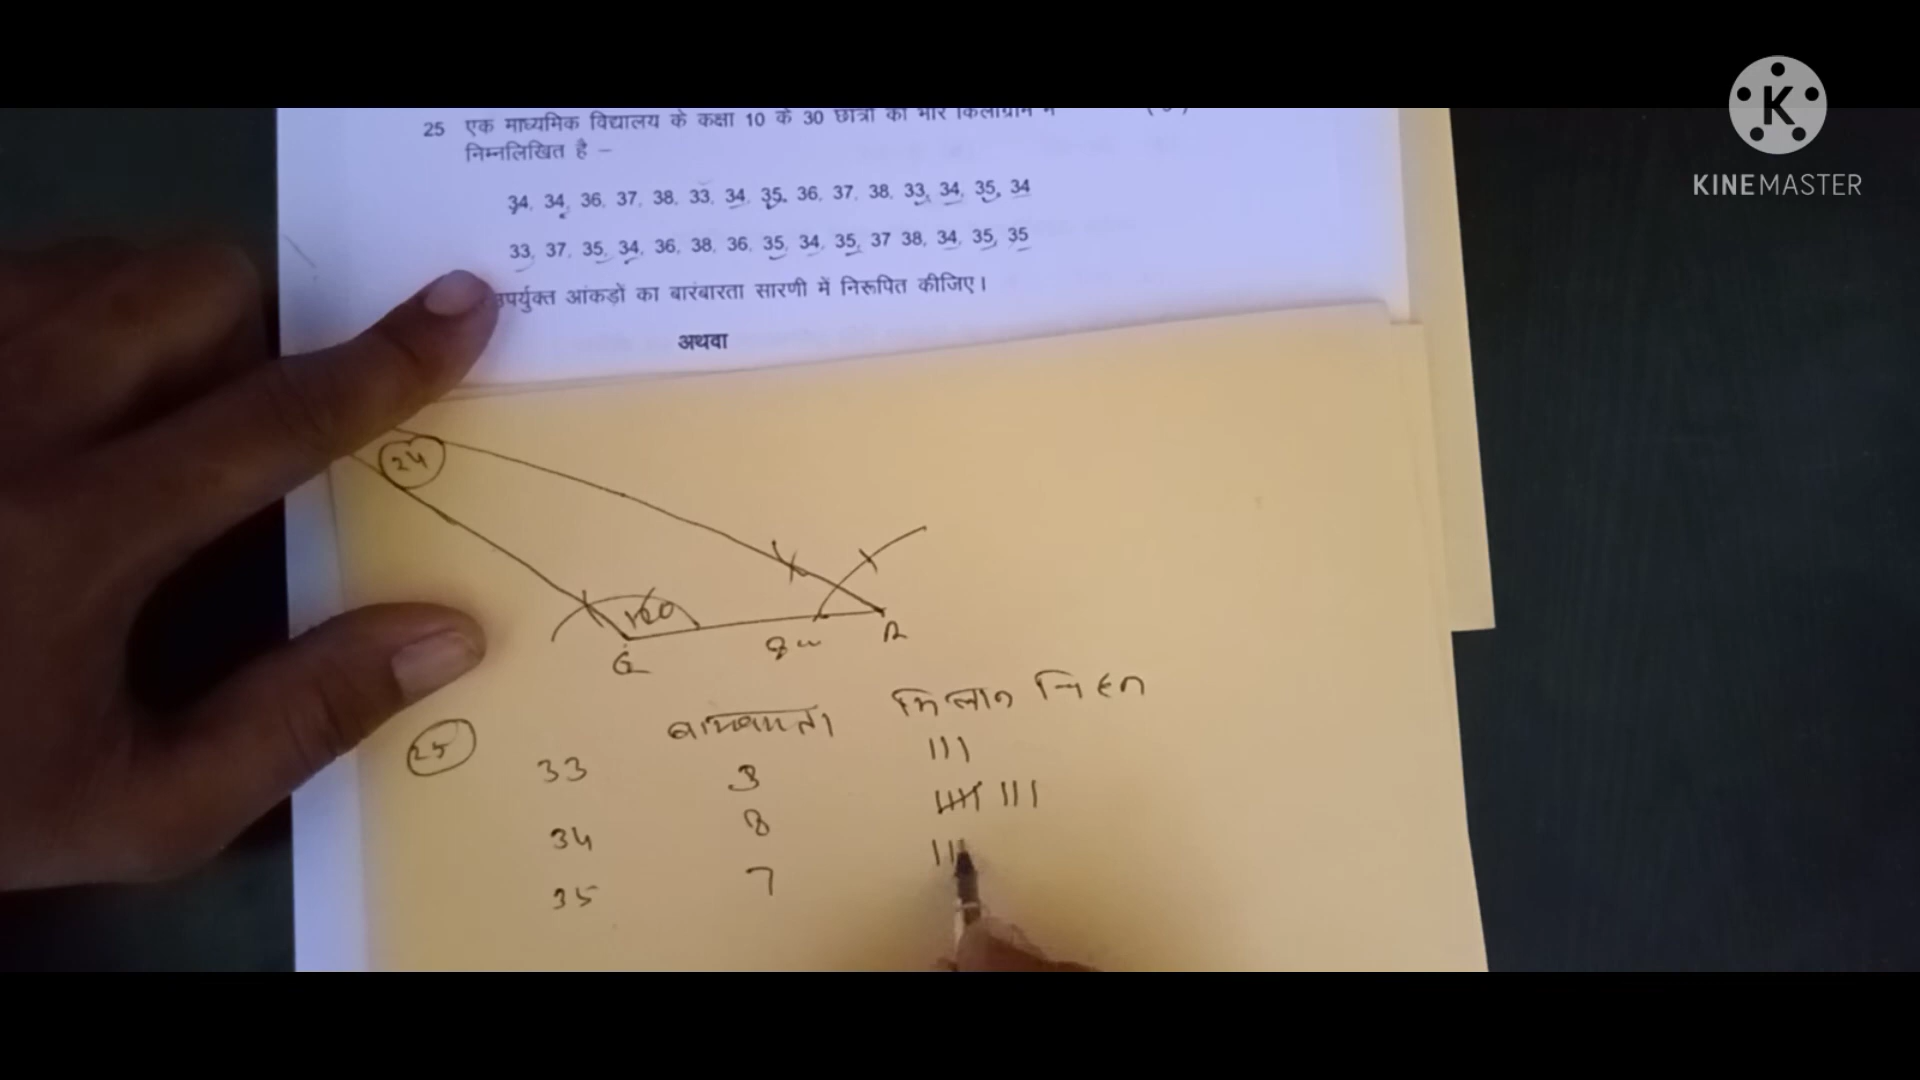 25 एक माध्यमिक विद्यालय के कक्षा 10 के 30 छात्रों का भार किलोग्राम में
निम्नलिखित है –
34, 34, 36, 37, 38, 33, 34, 35, 36, 37, 38, 33, 34, 35, 34
33, 37, 35, 34, 36, 38, 36, 35, 34, 35, 37 38, 34, 35, 35
उपर्युक्त आंकड़ों का बारंबारता सारणी में निरूपित कीजिए।
अथवा
24
120
8
25
मिलान चिह्न
33 3 |||
34 8 |||
35 7
KINEMASTER